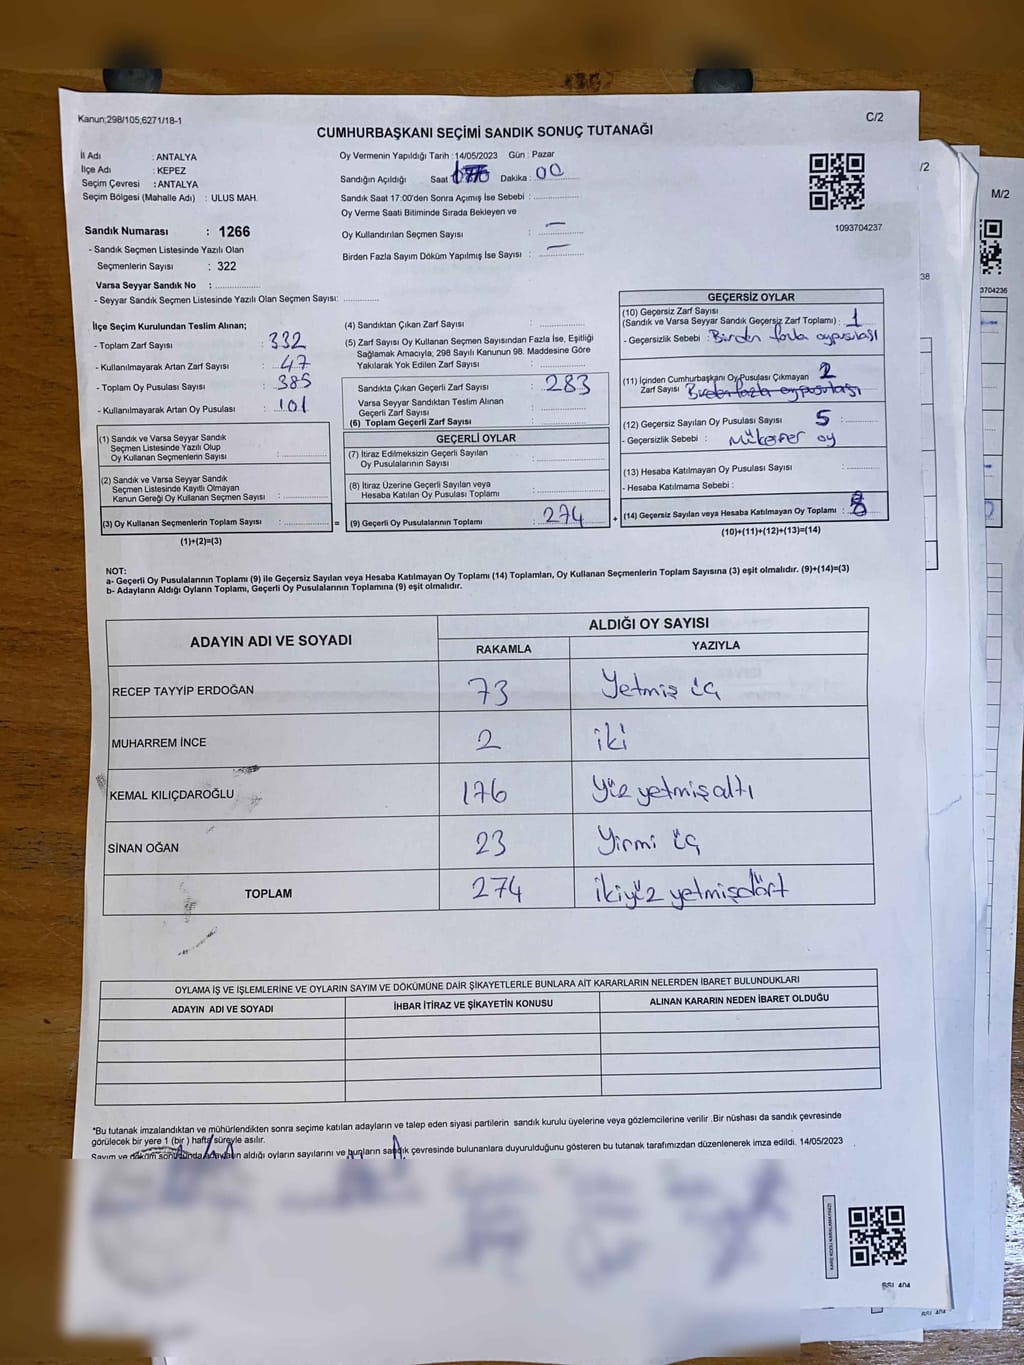 Kanun;298/105,6271/18-1
C/2
CUMHURBAŞKANI SEÇİMİ SANDIK SONUÇ TUTANAĞI
İl Adı : ANTALYA
İlçe Adı : KEPEZ
Seçim Çevresi : ANTALYA
Seçim Bölgesi (Mahalle Adı) : ULUS MAH.
Oy Vermenin Yapıldığı Tarih : 14/05/2023 Gün : Pazar
Sandığın Açıldığı Saat Dakika : 00
Sandık Saat 17:00'den Sonra Açımış İse Sebebi :
Oy Verme Saati Bitiminde Sırada Bekleyen ve
Oy Kullandırılan Seçmen Sayısı : —
Birden Fazla Sayım Döküm Yapılmış İse Sayısı : —
1093704237
Sandık Numarası : 1266
- Sandık Seçmen Listesinde Yazılı Olan
Seçmenlerin Sayısı : 322
Varsa Seyyar Sandık No :
- Seyyar Sandık Seçmen Listesinde Yazılı Olan Seçmen Sayısı:
İlçe Seçim Kurulundan Teslim Alınan;
- Toplam Zarf Sayısı : 332
- Kullanılmayarak Artan Zarf Sayısı : 47
- Toplam Oy Pusulası Sayısı : 385
- Kullanılmayarak Artan Oy Pusulası : 101
(1) Sandık ve Varsa Seyyar Sandık
Seçmen Listesinde Yazılı Olup
Oy Kullanan Seçmenlerin Sayısı :
(2) Sandık ve Varsa Seyyar Sandık
Seçmen Listesinde Kayıtlı Olmayan
Kanun Gereği Oy Kullanan Seçmen Sayısı :
(3) Oy Kullanan Seçmenlerin Toplam Sayısı :
(1)+(2)=(3)
=
(4) Sandıktan Çıkan Zarf Sayısı :
(5) Zarf Sayısı Oy Kullanan Seçmen Sayısından Fazla İse, Eşitliği
Sağlamak Amacıyla; 298 Sayılı Kanunun 98. Maddesine Göre
Yakılarak Yok Edilen Zarf Sayısı :
Sandıkta Çıkan Geçerli Zarf Sayısı : 283
Varsa Seyyar Sandıktan Teslim Alınan
Geçerli Zarf Sayısı :
(6) Toplam Geçerli Zarf Sayısı :
GEÇERLİ OYLAR
(7) İtiraz Edilmeksizin Geçerli Sayılan
Oy Pusulalarının Sayısı :
(8) İtiraz Üzerine Geçerli Sayılan veya
Hesaba Katılan Oy Pusulası Toplamı :
(9) Geçerli Oy Pusulalarının Toplamı : 274
+
GEÇERSİZ OYLAR
(10) Geçersiz Zarf Sayısı
(Sandık ve Varsa Seyyar Sandık Geçersiz Zarf Toplamı) : 1
- Geçersizlik Sebebi : Birden fazla oy pusulası
(11) İçinden Cumhurbaşkanı Oy Pusulası Çıkmayan 2
Zarf Sayısı Birden fazla oy pusulası
(12) Geçersiz Sayılan Oy Pusulası Sayısı 5 :
- Geçersizlik Sebebi : Mükerrer oy
(13) Hesaba Katılmayan Oy Pusulası Sayısı :
- Hesaba Katılmama Sebebi :
(14) Geçersiz Sayılan veya Hesaba Katılmayan Oy Toplamı : 8
(10)+(11)+(12)+(13)=(14)
NOT:
a- Geçerli Oy Pusulalarının Toplamı (9) ile Geçersiz Sayılan veya Hesaba Katılmayan Oy Toplamı (14) Toplamları, Oy Kullanan Seçmenlerin Toplam Sayısına (3) eşit olmalıdır. (9)+(14)=(3)
b- Adayların Aldığı Oyların Toplamı, Geçerli Oy Pusulalarının Toplamına (9) eşit olmalıdır.
ADAYIN ADI VE SOYADI
ALDIĞI OY SAYISI
RAKAMLA YAZIYLA
RECEP TAYYİP ERDOĞAN 73 Yetmiş üç
MUHARREM İNCE 2 iki
KEMAL KILIÇDAROĞLU 176 Yüz yetmiş altı
SİNAN OĞAN 23 Yirmi üç
TOPLAM 274 ikiyüz yetmişdört
OYLAMA İŞ VE İŞLEMLERİNE VE OYLARIN SAYIM VE DÖKÜMÜNE DAİR ŞİKAYETLERLE BUNLARA AİT KARARLARIN NELERDEN İBARET BULUNDUKLARI
ADAYIN ADI VE SOYADI İHBAR İTİRAZ VE ŞİKAYETİN KONUSU ALINAN KARARIN NEDEN İBARET OLDUĞU
*Bu tutanak imzalandıktan ve mühürlendikten sonra seçime katılan adayların ve talep eden siyasi partilerin sandık kurulu üyelerine veya gözlemcilerine verilir .Bir nüshası da sandık çevresinde
görülecek bir yere 1 (bir ) hafta süreyle asılır.
Sayım ve döküm sonucunda adayların aldığı oyların sayılarını ve bunların sandık çevresinde bulunanlara duyurulduğunu gösteren bu tutanak tarafımızdan düzenlenerek imza edildi. 14/05/2023
SSİ 404
/2
38
M/2
3704236
SSİ 404